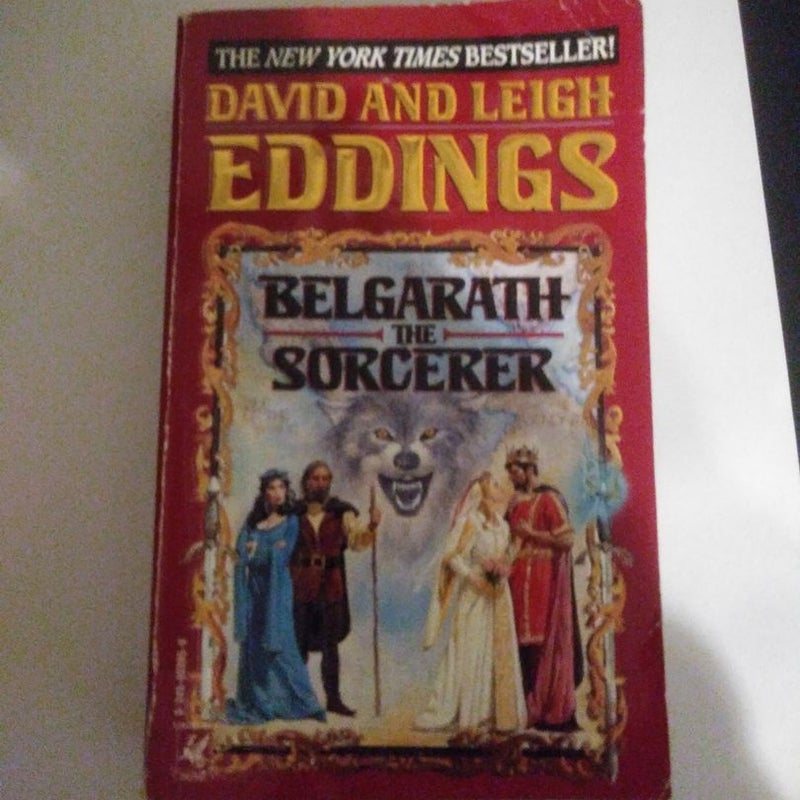 THE NEW YORK TIMES BESTSELLER!
DAVID AND LEIGH
EDDINGS
BELGARATH
THE
SORCERER